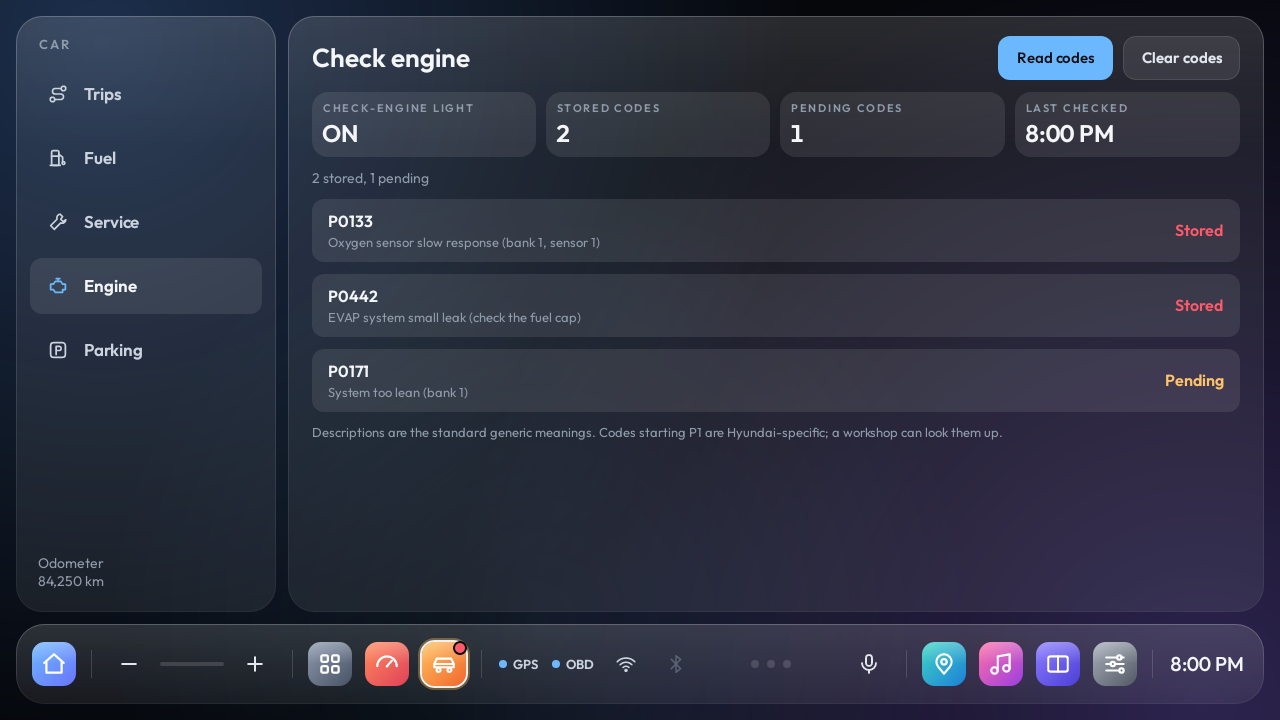 CAR
Trips
Fuel
Service
Engine
P
Parking
Odometer
84,250 km
Check engine
Read codes
Clear codes
CHECK-ENGINE LIGHT
ON
STORED CODES
2
PENDING CODES
1
LAST CHECKED
8:00 PM
2 stored, 1 pending
P0133
Oxygen sensor slow response (bank 1, sensor 1)
Stored
P0442
EVAP system small leak (check the fuel cap)
Stored
P0171
System too lean (bank 1)
Pending
Descriptions are the standard generic meanings. Codes starting P1 are Hyundai-specific; a workshop can look them up.
GPS
OBD
8:00 PM